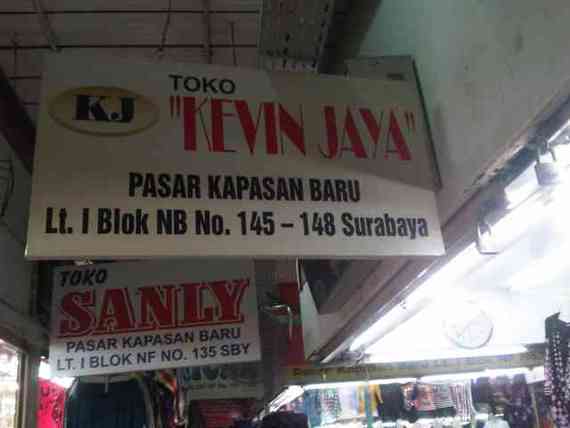 KJ
TOKO
"KEVIN JAYA"
PASAR KAPASAN BARU
Lt. I Blok NB No. 145 – 148 Surabaya
TOKO
SANLY
PASAR KAPASAN BARU
LT. I BLOK NF NO. 135 SBY